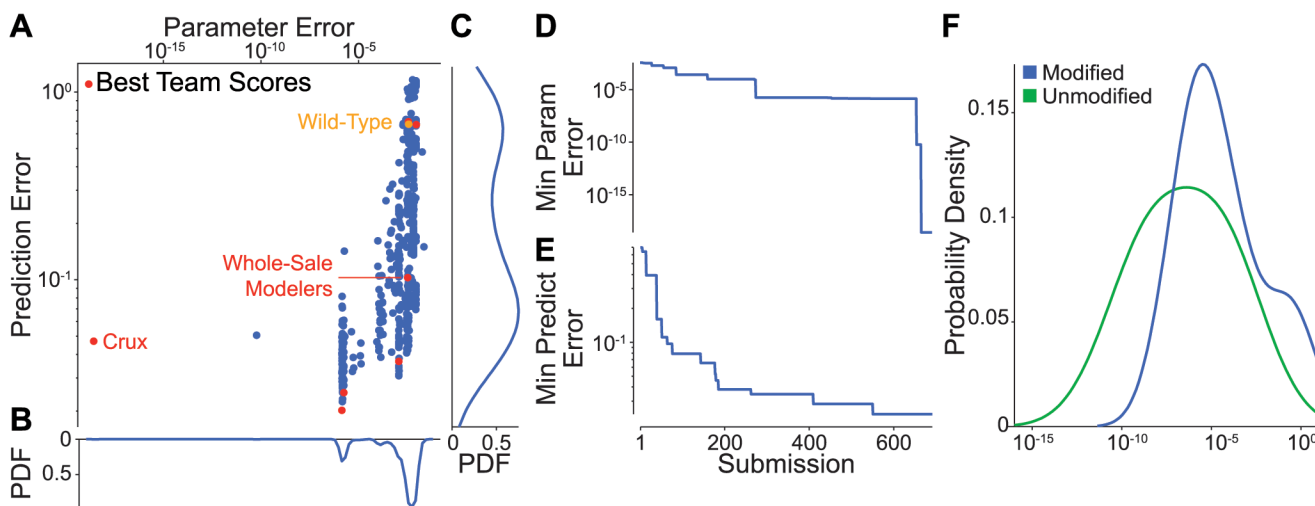 A
Parameter Error
10-15
10-10
10-5
Prediction Error
100
10-1
Best Team Scores
Wild-Type
Whole-Sale
Modelers
Crux
B
PDF
0
0.5
C
0
0.5
PDF
D
Min Param
Error
10-5
10-10
10-15
E
Min Predict
Error
10-1
1
200
400
600
Submission
F
Modified
Unmodified
Probability Density
0.15
0.1
0.05
0
10-15
10-10
10-5
100